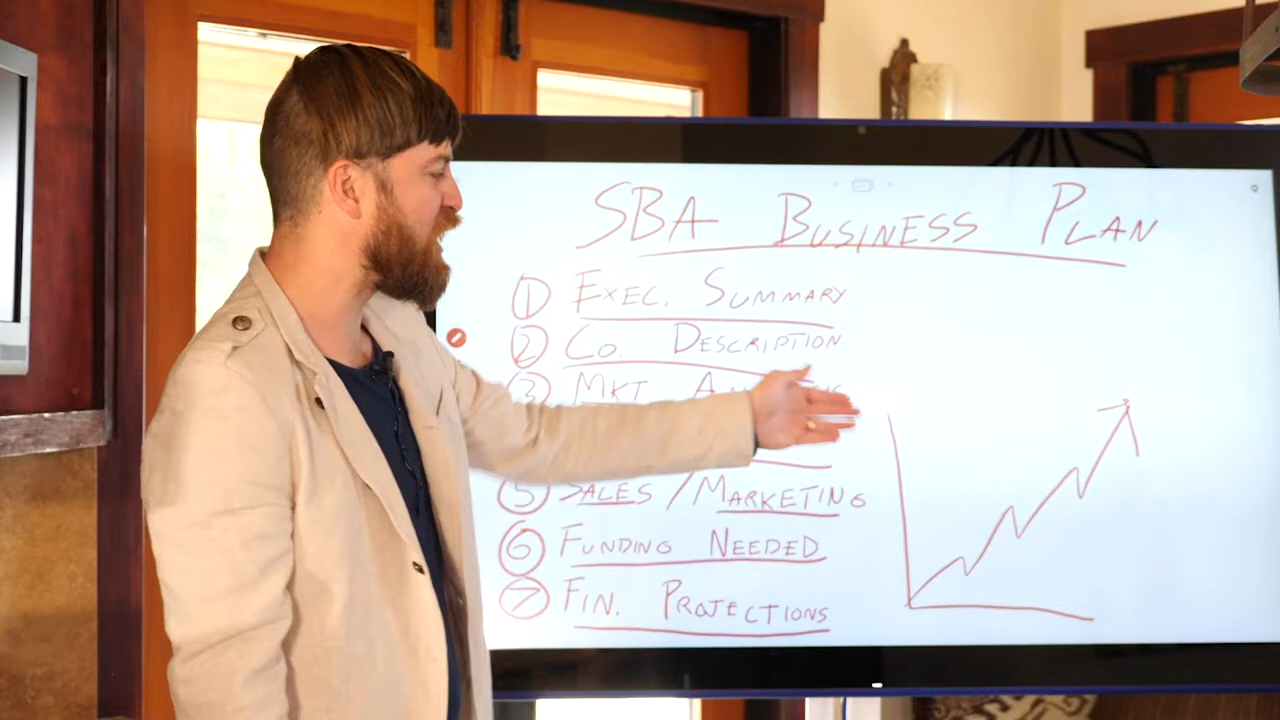 SBA BUSINESS PLAN
1 EXEC. SUMMARY
2 CO. DESCRIPTION
3 MKT
5 SALES / MARKETING
6 FUNDING NEEDED
7 FIN. PROJECTIONS